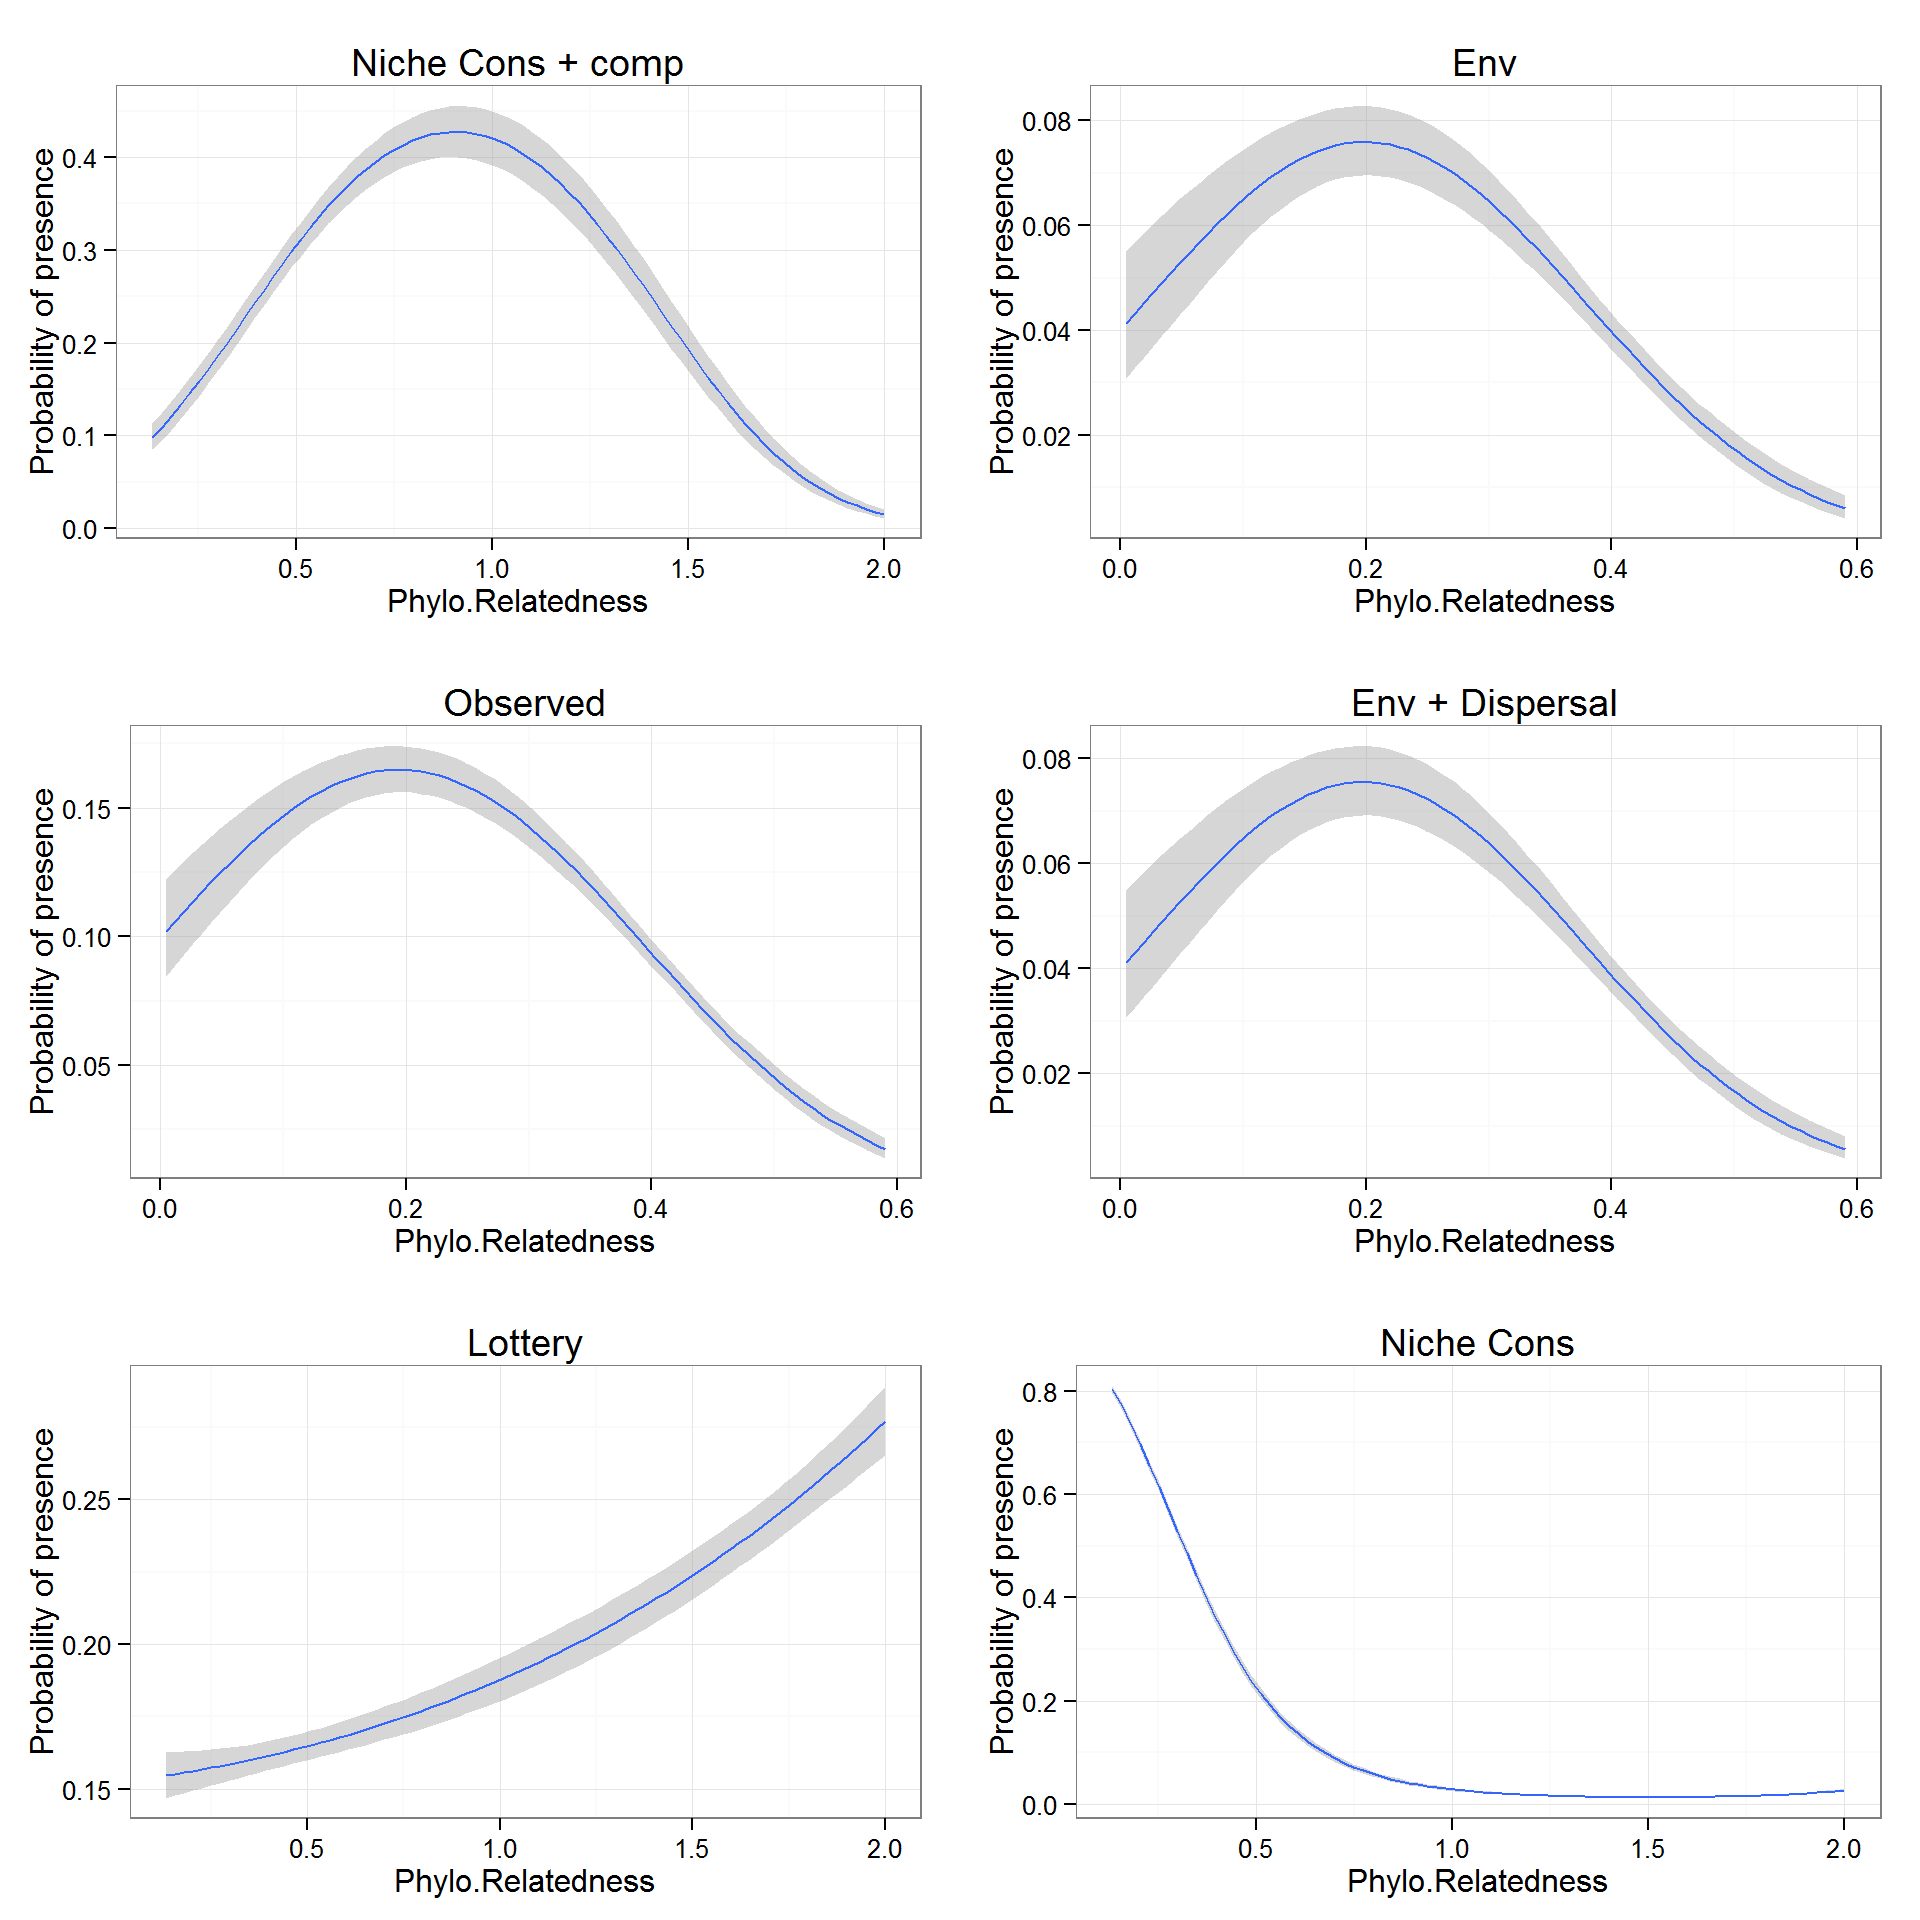 Niche Cons + comp
Probability of presence
0.4
0.3
0.2
0.1
0.0
0.5 1.0 1.5 2.0
Phylo.Relatedness
Env
Probability of presence
0.08
0.06
0.04
0.02
0.0 0.2 0.4 0.6
Phylo.Relatedness
Observed
Probability of presence
0.15
0.10
0.05
0.0 0.2 0.4 0.6
Phylo.Relatedness
Env + Dispersal
Probability of presence
0.08
0.06
0.04
0.02
0.0 0.2 0.4 0.6
Phylo.Relatedness
Lottery
Probability of presence
0.25
0.20
0.15
0.5 1.0 1.5 2.0
Phylo.Relatedness
Niche Cons
Probability of presence
0.8
0.6
0.4
0.2
0.0
0.5 1.0 1.5 2.0
Phylo.Relatedness